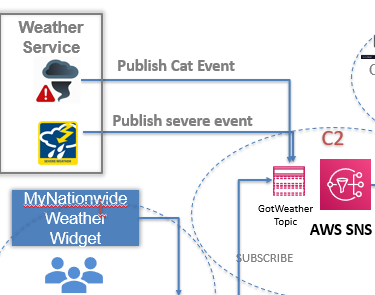 Weather
Service
Publish Cat Event
Publish severe event
C2
MyNationwide
Weather
Widget
GotWeather
Topic
AWS SNS
SUBSCRIBE